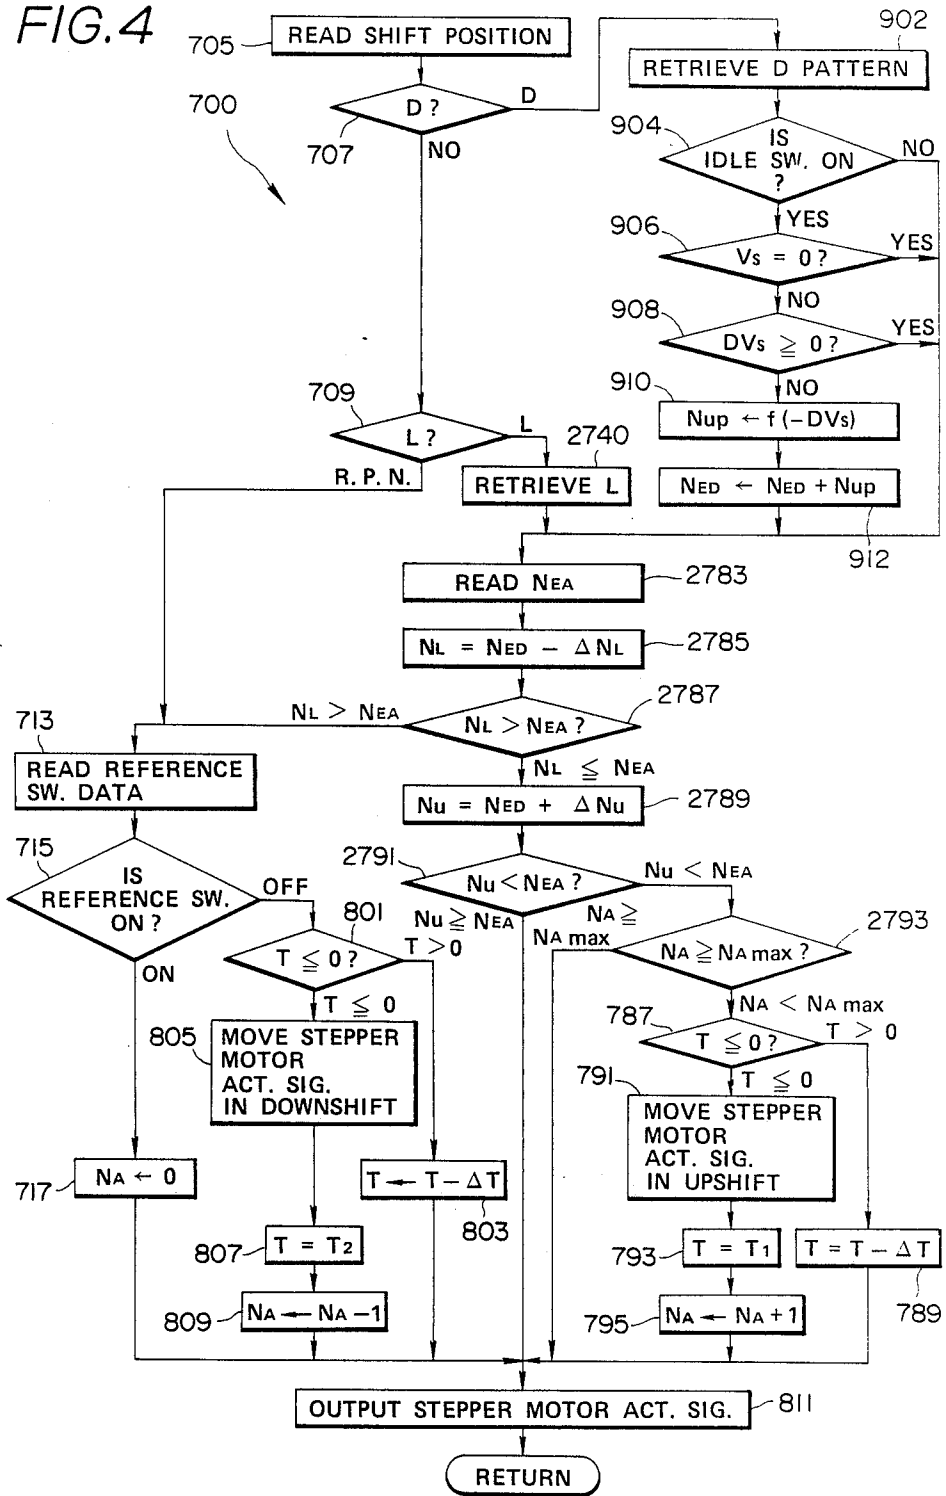 FIG.4
705
READ SHIFT POSITION
902
RETRIEVE D PATTERN
700
D?
D
707
NO
904
IS
IDLE SW. ON
?
NO
YES
906
Vs = 0?
YES
NO
908
DVs ≧ 0?
YES
NO
910
Nup ← f(-DVs)
709
L?
L
2740
R. P. N.
RETRIEVE L
NED ← NED + Nup
912
READ NEA
2783
NL = NED - ΔNL
2785
2787
NL > NEA
NL > NEA ?
NL ≦ NEA
713
READ REFERENCE
SW. DATA
Nu = NED + ΔNu
2789
715
IS
REFERENCE SW.
ON ?
OFF
ON
2791
Nu < NEA ?
Nu < NEA
Nu ≧ NEA
NA ≧
NA max
2793
NA ≧ NA max ?
NA < NA max
801
T ≦ 0?
T > 0
T ≦ 0
787
T ≦ 0?
T > 0
T ≦ 0
805
MOVE STEPPER
MOTOR
ACT. SIG.
IN DOWNSHIFT
791
MOVE STEPPER
MOTOR
ACT. SIG.
IN UPSHIFT
717
NA ← 0
T ← T - ΔT
803
807
T = T2
793
T = T1
T = T - ΔT
789
809
NA ← NA - 1
795
NA ← NA + 1
OUTPUT STEPPER MOTOR ACT. SIG.
811
RETURN